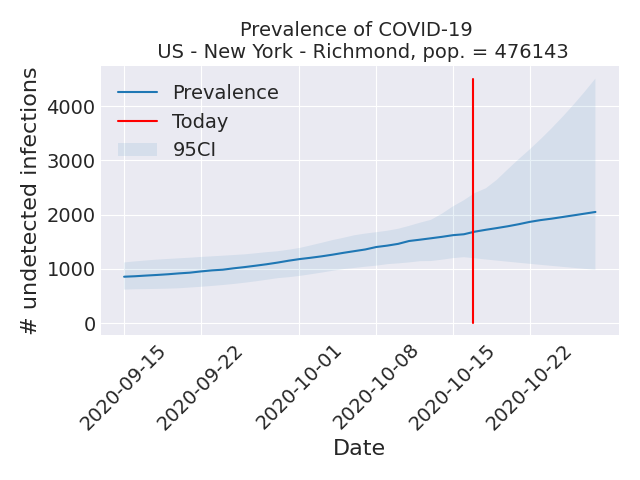 Prevalence of COVID-19
US - New York - Richmond, pop. = 476143
# undetected infections
4000
3000
2000
1000
0
Prevalence
Today
95CI
2020-09-15
2020-09-22
2020-10-01
2020-10-08
2020-10-15
2020-10-22
Date